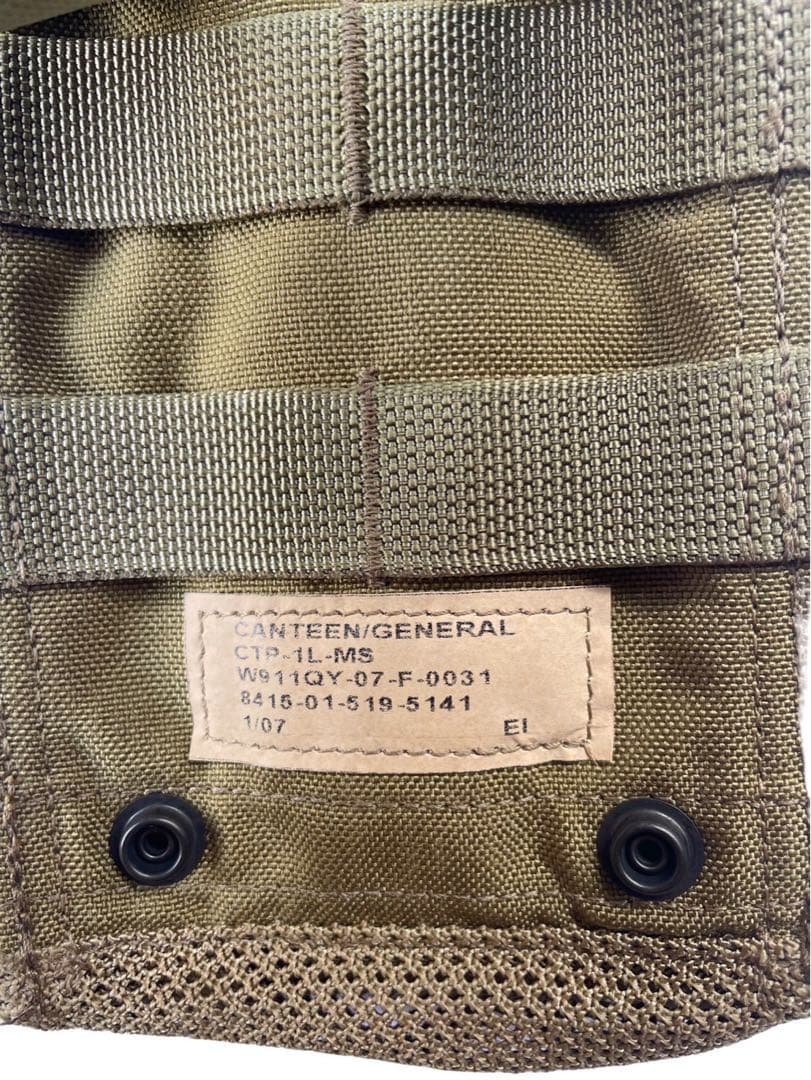 CANTEEN/GENERAL
CTP-1L-MS
W911QY-07-F-0031
8415-01-519-5141
1/07 EI